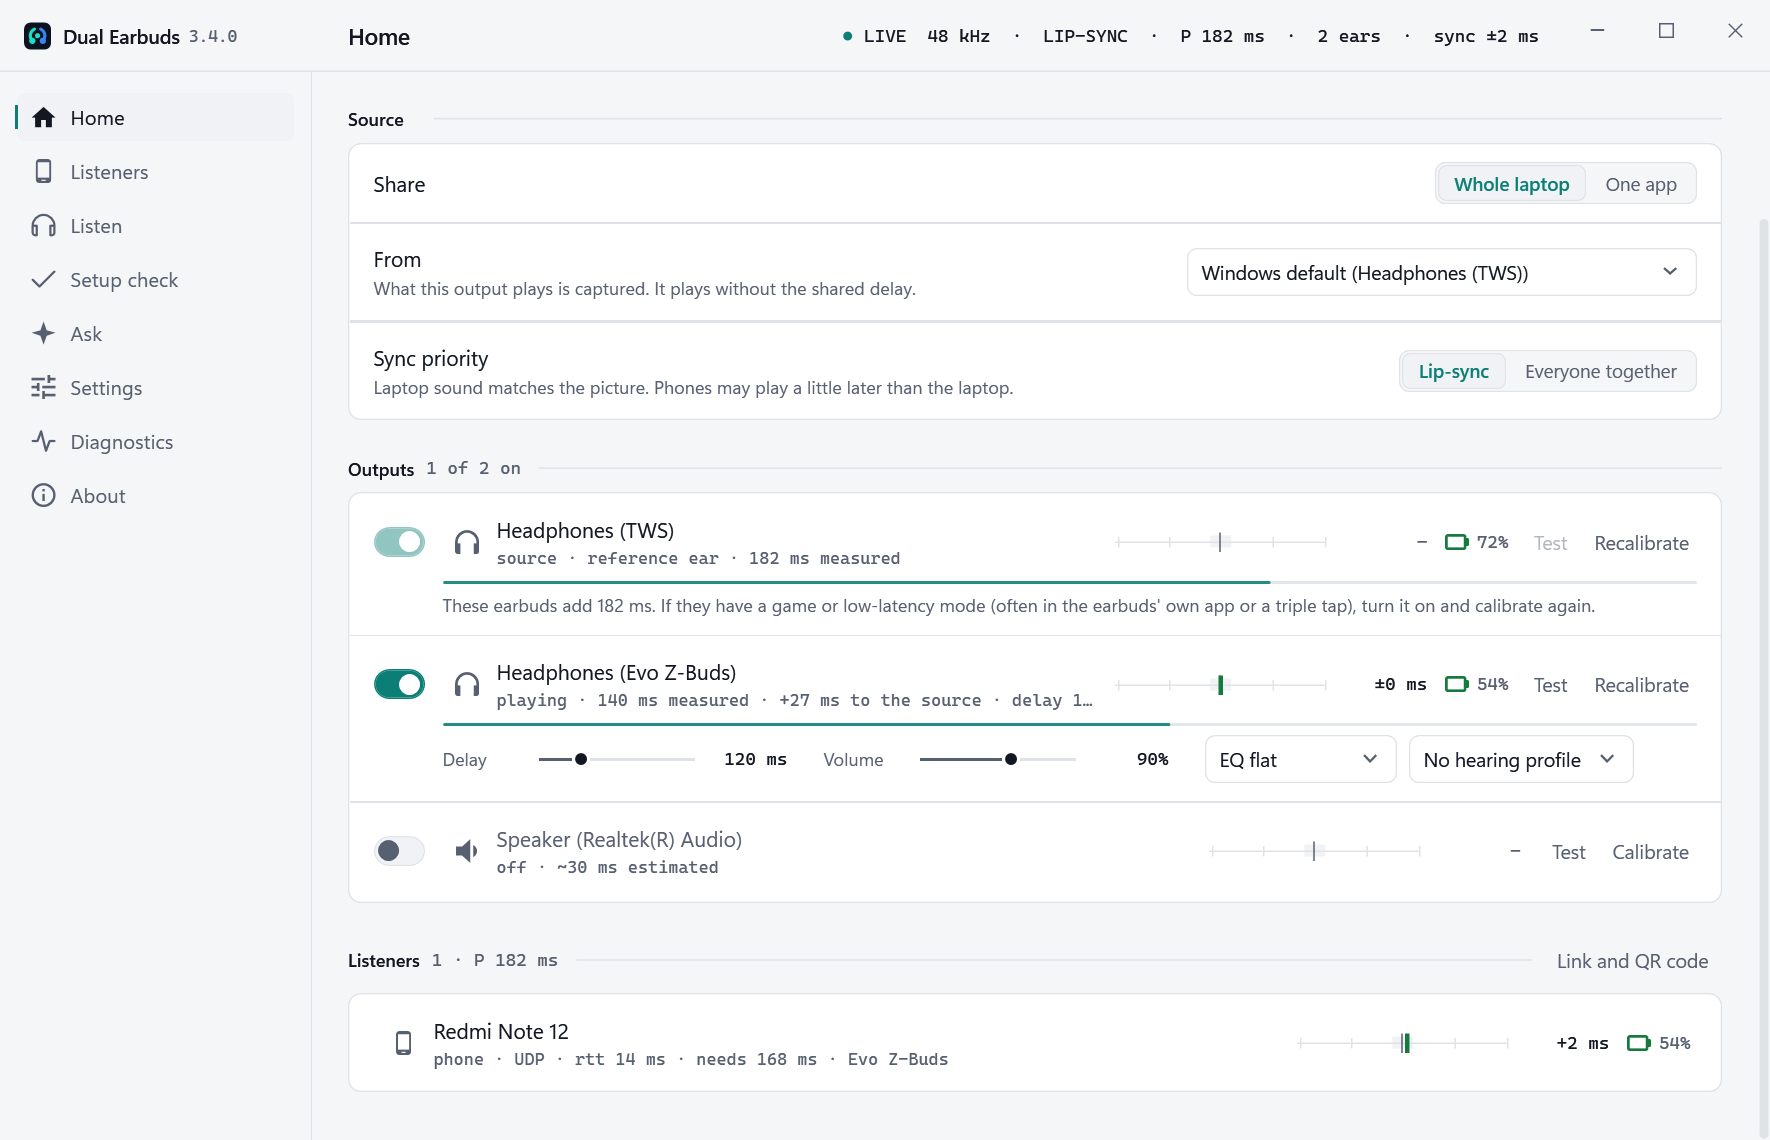 Dual Earbuds 3.4.0
Home
LIVE 48 kHz · LIP-SYNC · P 182 ms · 2 ears · sync ±2 ms
Home
Listeners
Listen
Setup check
Ask
Settings
Diagnostics
About
Source
Share
Whole laptop
One app
From
What this output plays is captured. It plays without the shared delay.
Windows default (Headphones (TWS))
Sync priority
Laptop sound matches the picture. Phones may play a little later than the laptop.
Lip-sync
Everyone together
Outputs 1 of 2 on
Headphones (TWS)
source · reference ear · 182 ms measured
– 72% Test Recalibrate
These earbuds add 182 ms. If they have a game or low-latency mode (often in the earbuds' own app or a triple tap), turn it on and calibrate again.
Headphones (Evo Z-Buds)
playing · 140 ms measured · +27 ms to the source · delay 1…
±0 ms 54% Test Recalibrate
Delay 120 ms Volume 90% EQ flat No hearing profile
Speaker (Realtek(R) Audio)
off · ~30 ms estimated
– Test Calibrate
Listeners 1 · P 182 ms
Link and QR code
Redmi Note 12
phone · UDP · rtt 14 ms · needs 168 ms · Evo Z-Buds
+2 ms 54%